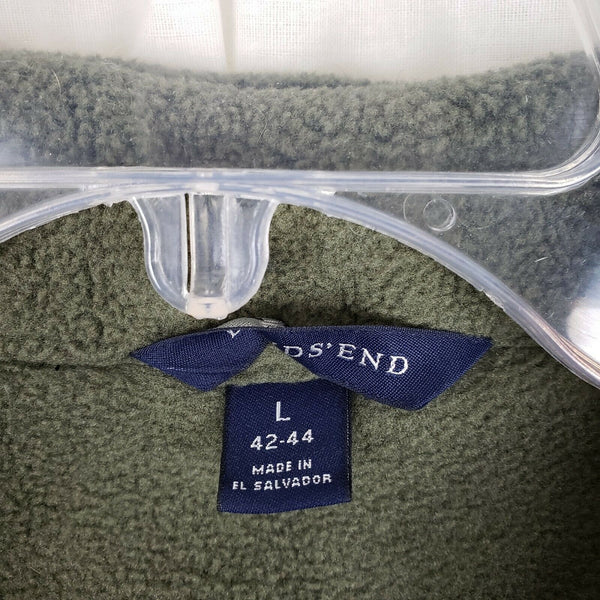 DS' END
L
42-44
MADE IN
EL SALVADOR